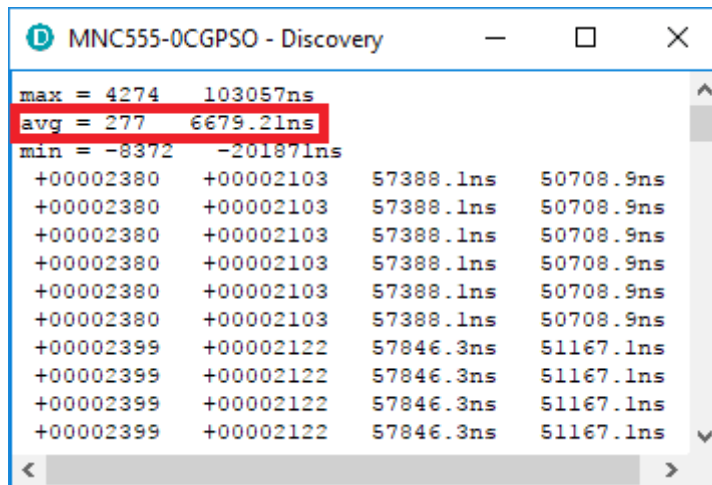 MNC555-0CGPSO - Discovery
max = 4274   103057ns
avg = 277   6679.21ns
min = -8372   -201871ns
+00002380   +00002103   57388.1ns   50708.9ns
+00002380   +00002103   57388.1ns   50708.9ns
+00002380   +00002103   57388.1ns   50708.9ns
+00002380   +00002103   57388.1ns   50708.9ns
+00002380   +00002103   57388.1ns   50708.9ns
+00002380   +00002103   57388.1ns   50708.9ns
+00002399   +00002122   57846.3ns   51167.1ns
+00002399   +00002122   57846.3ns   51167.1ns
+00002399   +00002122   57846.3ns   51167.1ns
+00002399   +00002122   57846.3ns   51167.1ns